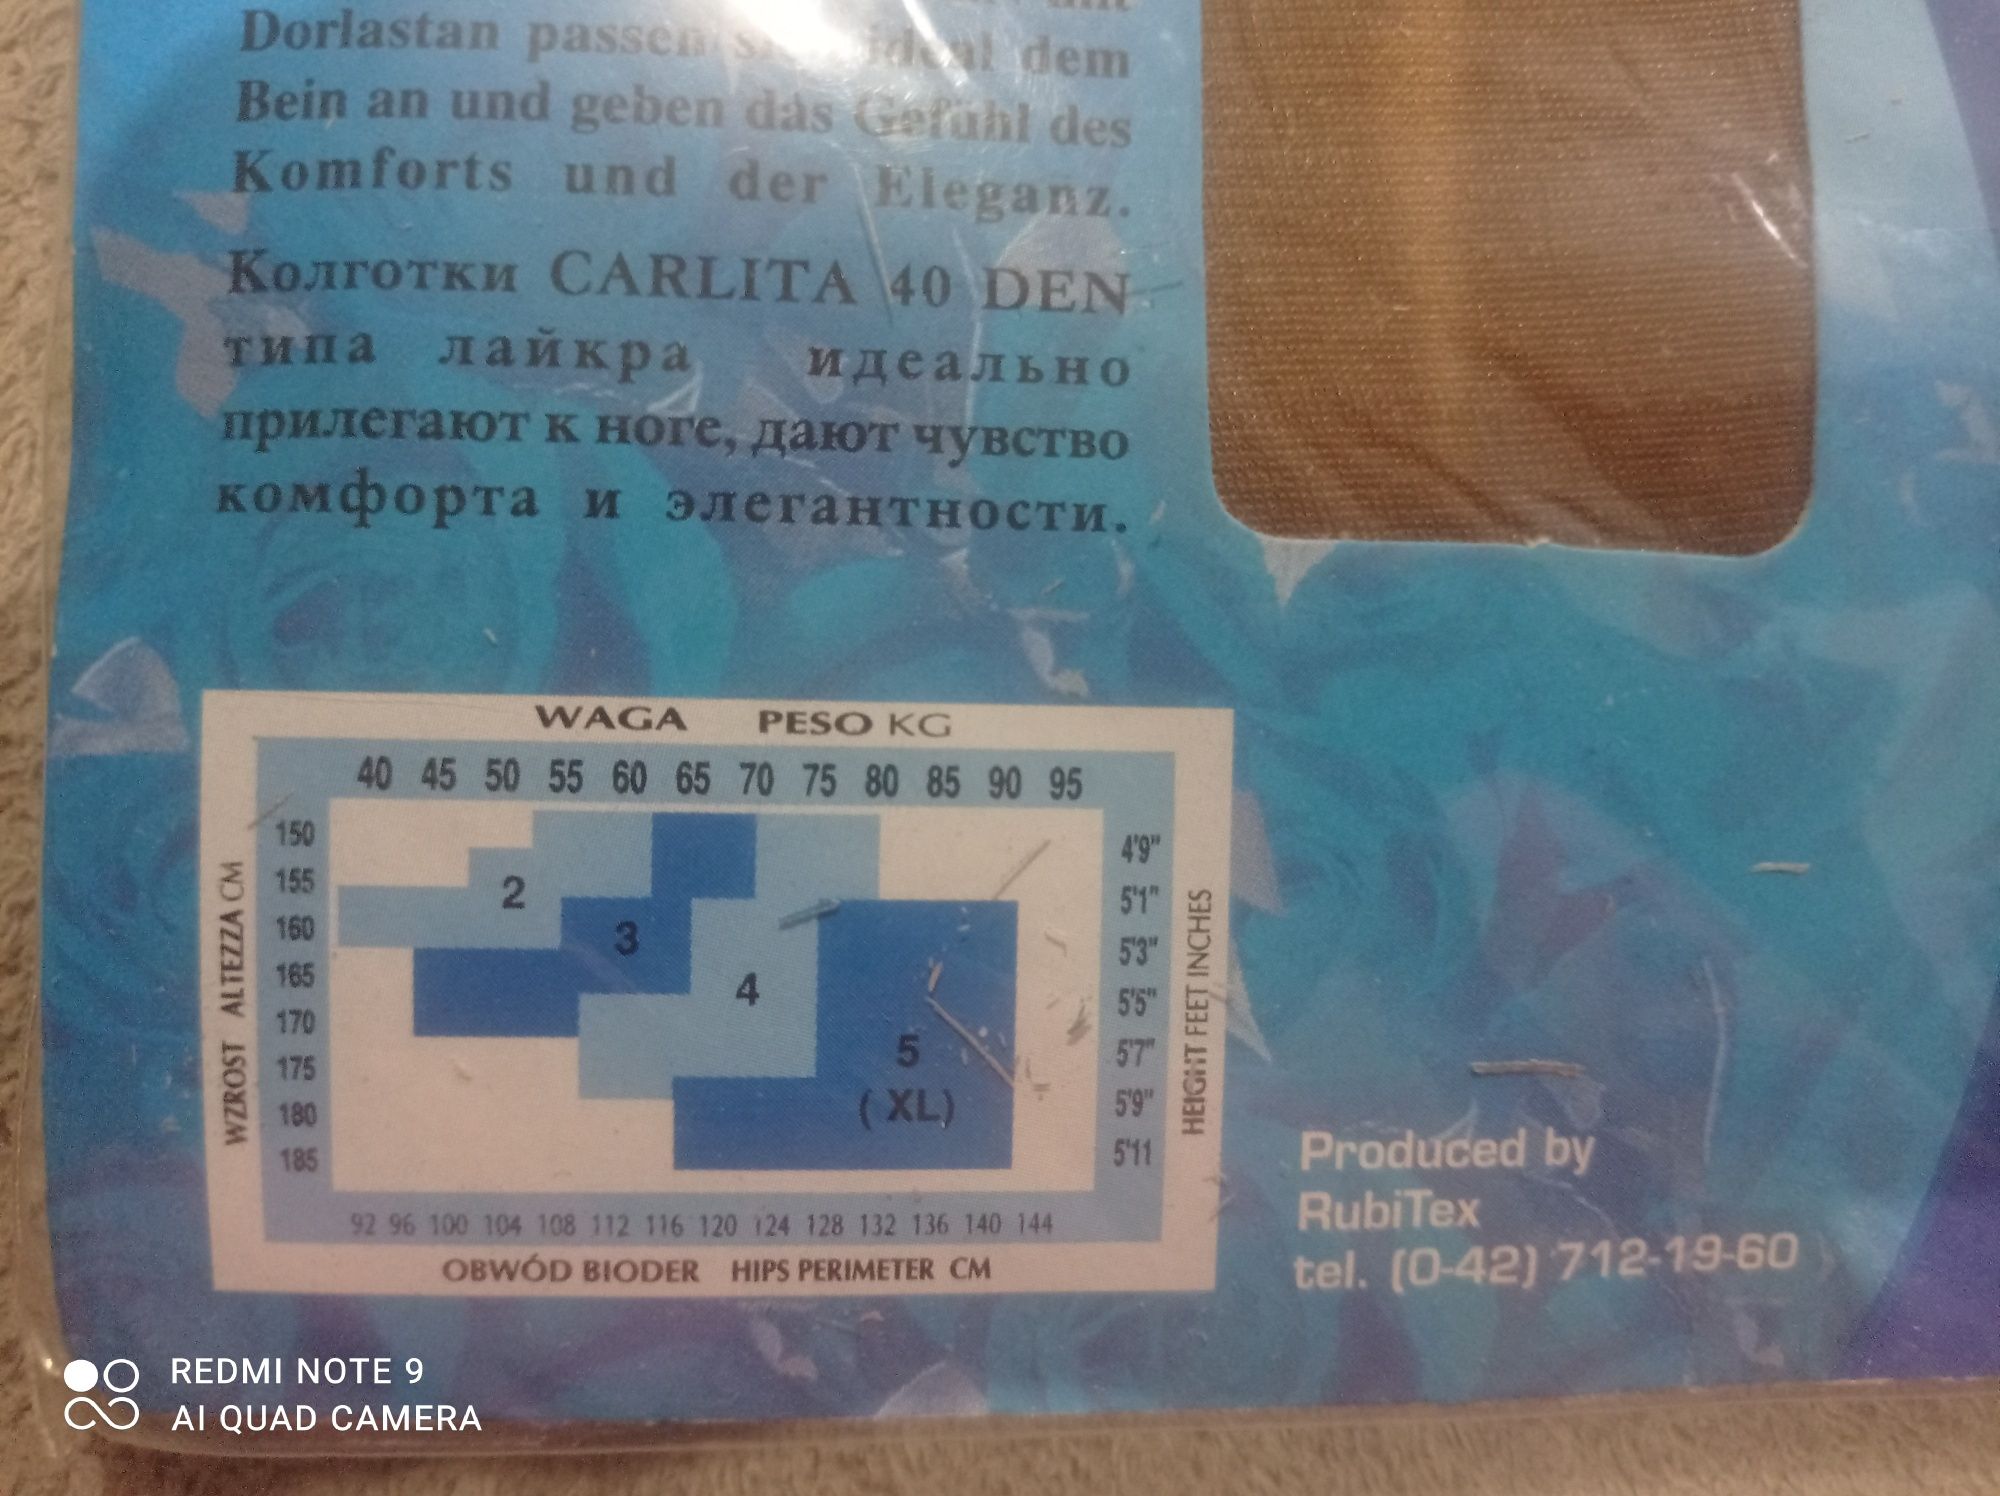 Dorlastan passen ideal dem
Bein an und geben das Gefühl des
Komforts und der Eleganz.
Колготки CARLITA 40 DEN
типа лайкра идеально
прилегают к ноге, дают чувство
комфорта и элегантности.
WAGA PESO KG
40 45 50 55 60 65 70 75 80 85 90 95
150
155
160
165
170
175
180
185
WZROST ALTEZZA CM
2
3
4
5
( XL)
4'9"
5'1"
5'3"
5'5"
5'7"
5'9"
5'11
HEIGHT FEET INCHES
92 96 100 104 108 112 116 120 124 128 132 136 140 144
OBWÓD BIODER HIPS PERIMETER CM
Produced by
RubiTex
tel. (0-42) 712-19-60
REDMI NOTE 9
AI QUAD CAMERA